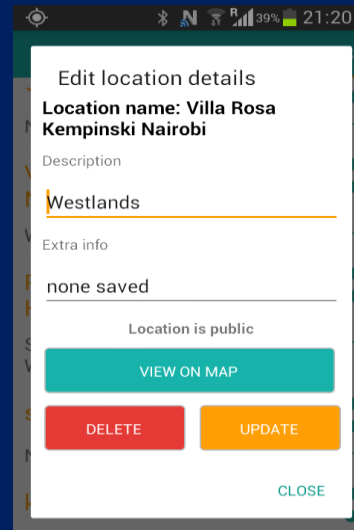 R 39% 21:20
Edit location details
Location name: Villa Rosa
Kempinski Nairobi
Description
Westlands
Extra info
none saved
Location is public
VIEW ON MAP
DELETE UPDATE
CLOSE